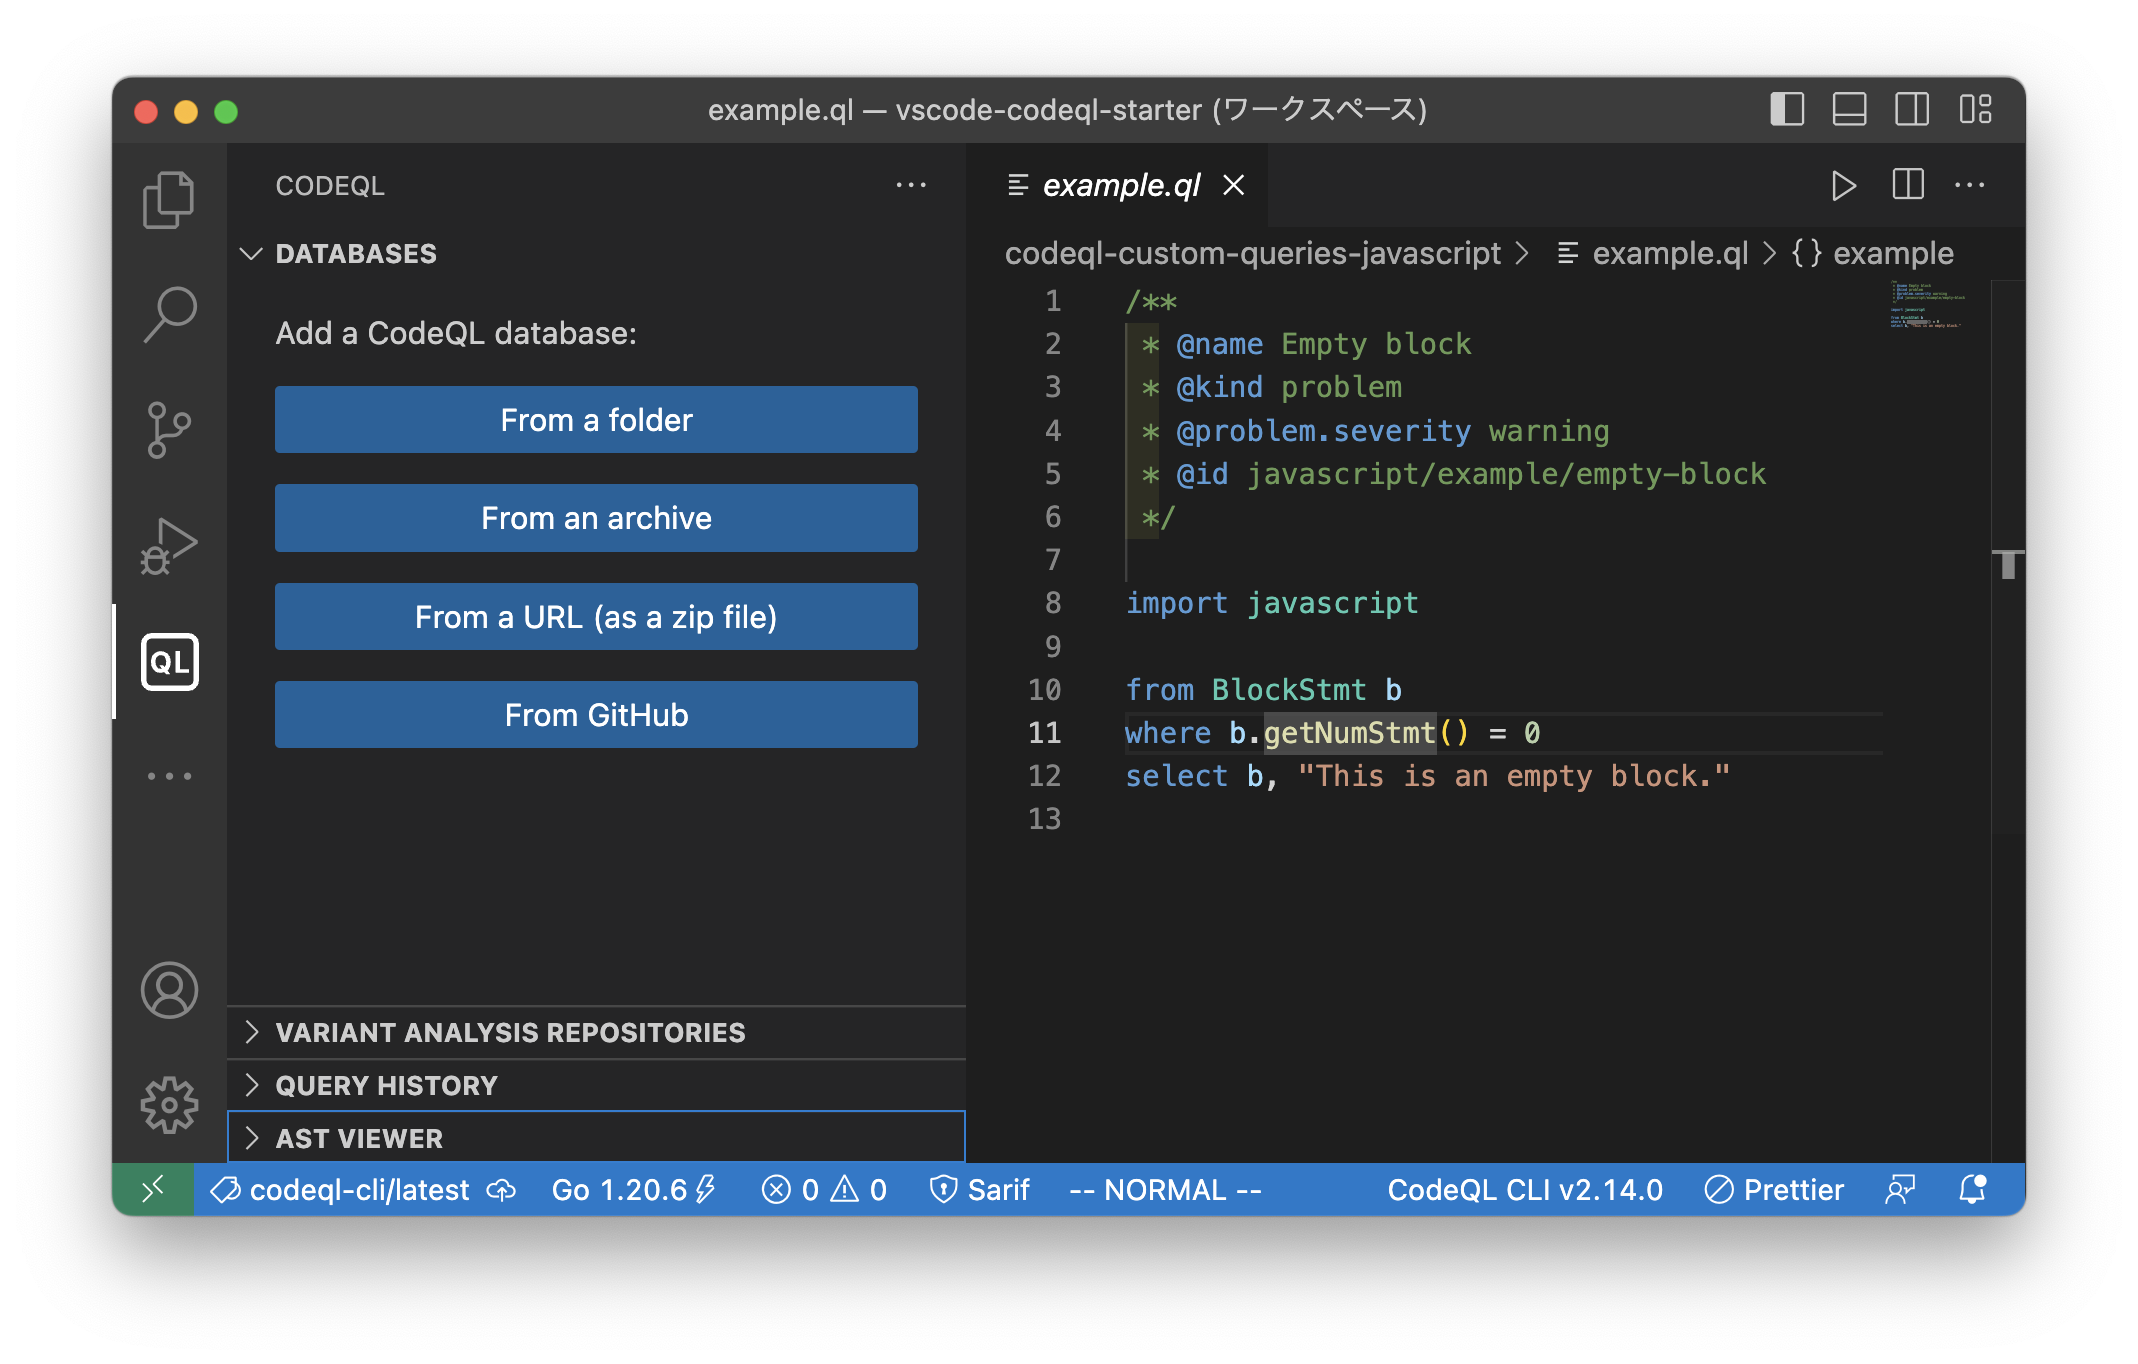 example.ql — vscode-codeql-starter (ワークスペース)
CODEQL
DATABASES
Add a CodeQL database:
From a folder
From an archive
From a URL (as a zip file)
From GitHub
VARIANT ANALYSIS REPOSITORIES
QUERY HISTORY
AST VIEWER
QL
example.ql
codeql-custom-queries-javascript > example.ql > {} example
1 /**
2 * @name Empty block
3 * @kind problem
4 * @problem.severity warning
5 * @id javascript/example/empty-block
6 */
7
8 import javascript
9
10 from BlockStmt b
11 where b.getNumStmt() = 0
12 select b, "This is an empty block."
13
codeql-cli/latest Go 1.20.6 0 0 Sarif -- NORMAL -- CodeQL CLI v2.14.0 Prettier